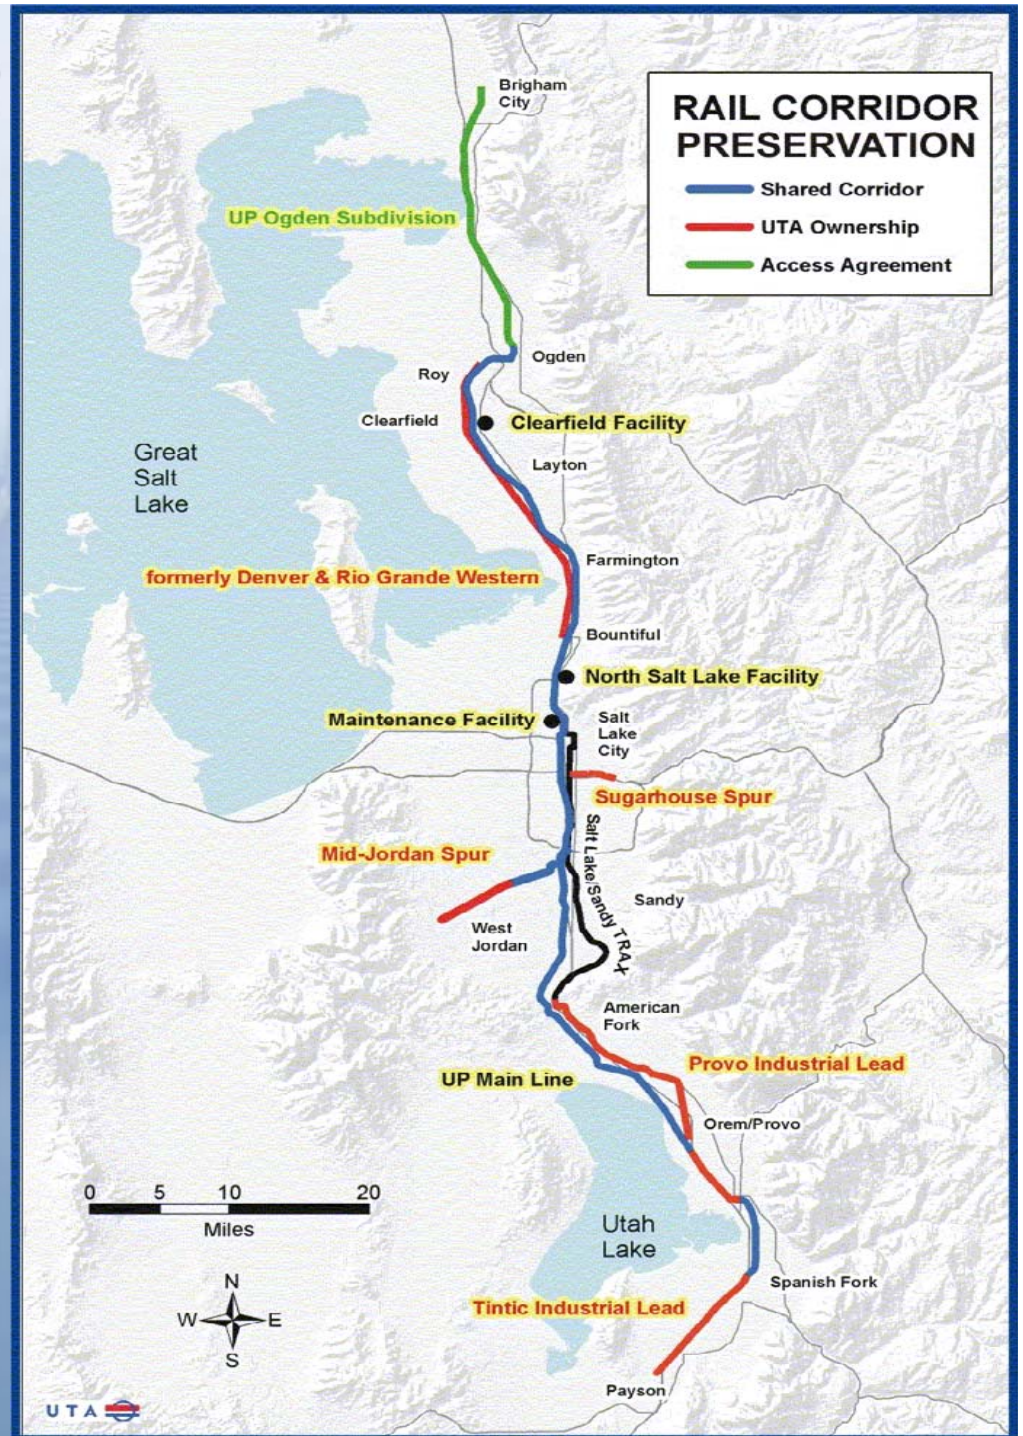 RAIL CORRIDOR
PRESERVATION
Shared Corridor
UTA Ownership
Access Agreement
Brigham
City
UP Ogden Subdivision
Ogden
Roy
Clearfield
Clearfield Facility
Great
Salt
Lake
Layton
Farmington
formerly Denver & Rio Grande Western
Bountiful
North Salt Lake Facility
Maintenance Facility
Salt
Lake
City
Sugarhouse Spur
Mid-Jordan Spur
Salt Lake/Sandy TRAX
Sandy
West
Jordan
American
Fork
Provo Industrial Lead
UP Main Line
Orem/Provo
0 5 10 20
Miles
Utah
Lake
Spanish Fork
N
W E
S
Tintic Industrial Lead
Payson
UTA